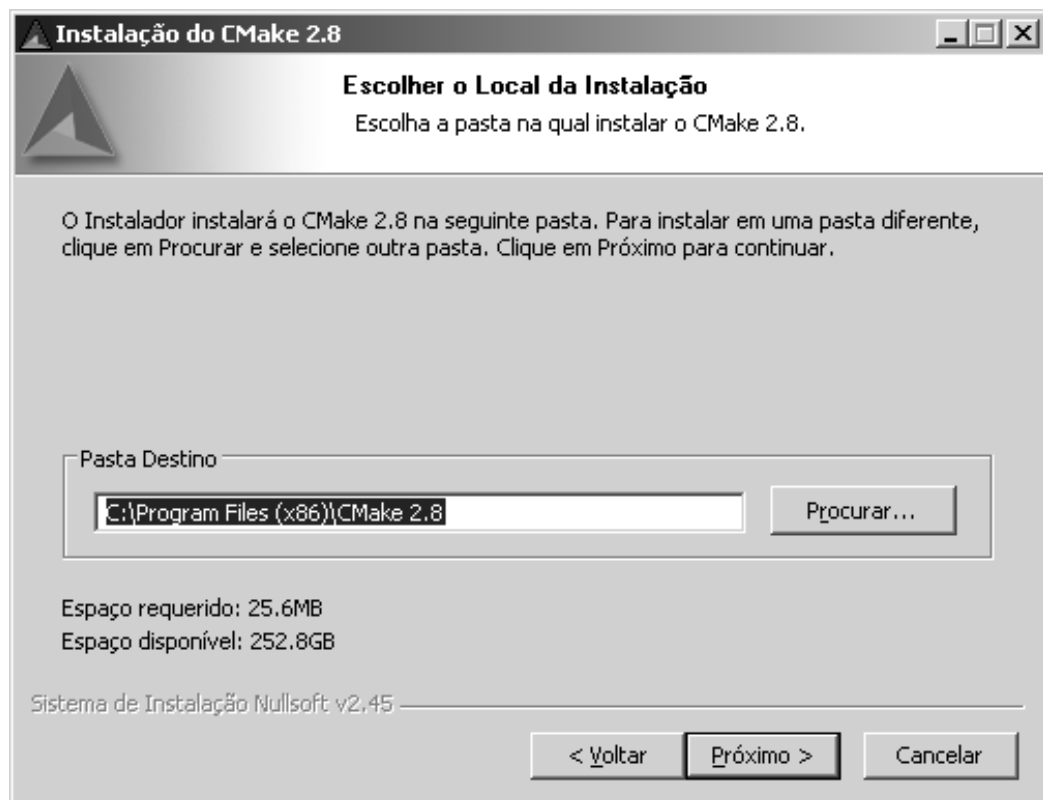 Instalação do CMake 2.8
Escolher o Local da Instalação
Escolha a pasta na qual instalar o CMake 2.8.
O Instalador instalará o CMake 2.8 na seguinte pasta. Para instalar em uma pasta diferente,
clique em Procurar e selecione outra pasta. Clique em Próximo para continuar.
Pasta Destino
C:\Program Files (x86)\CMake 2.8
Procurar...
Espaço requerido: 25.6MB
Espaço disponível: 252.8GB
Sistema de Instalação Nullsoft v2.45
< Voltar
Próximo >
Cancelar